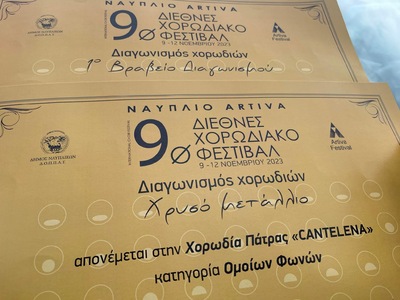 ΝΑΥΠΛΙΟ ARTIVA
9ο ΔΙΕΘΝΕΣ
ΧΟΡΩΔΙΑΚΟ
ΦΕΣΤΙΒΑΛ
9 - 12 ΝΟΕΜΒΡΙΟΥ 2023
Artiva
Festival
Διαγωνισμός χορωδιών
1ο Βραβείο Διαγωνισμού
ΝΑΥΠΛΙΟ ARTIVA
9ο ΔΙΕΘΝΕΣ
ΧΟΡΩΔΙΑΚΟ
ΦΕΣΤΙΒΑΛ
9 - 12 ΝΟΕΜΒΡΙΟΥ 2023
ΔΗΜΟΣ ΝΑΥΠΛΙΕΩΝ
Δ.Ο.Π.Π.Α.Τ.
Artiva
Festival
Διαγωνισμός χορωδιών
Χρυσό μετάλλιο
απονέμεται στην Χορωδία Πάτρας «CANTELENA»
κατηγορία Ομοίων Φωνών